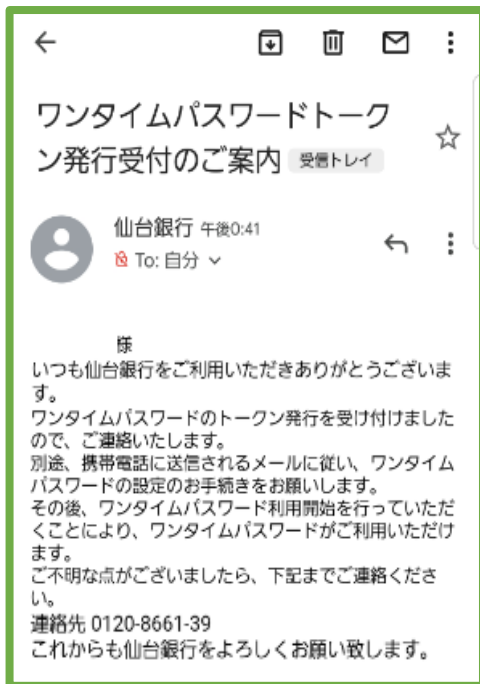 ワンタイムパスワードトーク
ン発行受付のご案内 受信トレイ
仙台銀行 午後0:41
To: 自分
様
いつも仙台銀行をご利用いただきありがとうございま
す。
ワンタイムパスワードのトークン発行を受け付けました
ので、ご連絡いたします。
別途、携帯電話に送信されるメールに従い、ワンタイム
パスワードの設定のお手続きをお願いします。
その後、ワンタイムパスワード利用開始を行っていただ
くことにより、ワンタイムパスワードがご利用いただけ
ます。
ご不明な点がございましたら、下記までご連絡くださ
い。
連絡先 0120-8661-39
これからも仙台銀行をよろしくお願い致します。